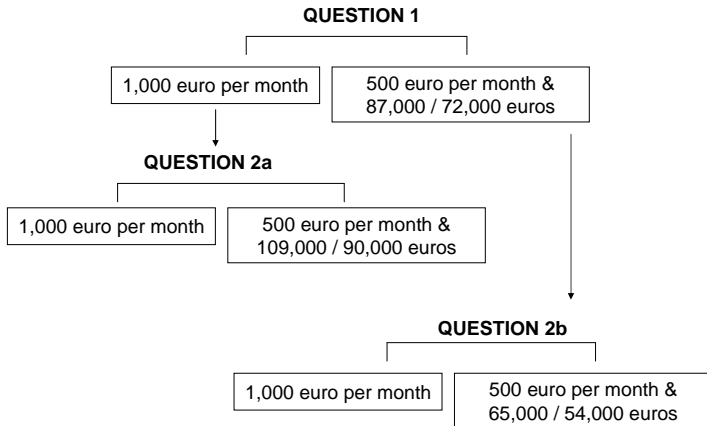 QUESTION 1
1,000 euro per month
500 euro per month &
87,000 / 72,000 euros
QUESTION 2a
1,000 euro per month
500 euro per month &
109,000 / 90,000 euros
QUESTION 2b
1,000 euro per month
500 euro per month &
65,000 / 54,000 euros